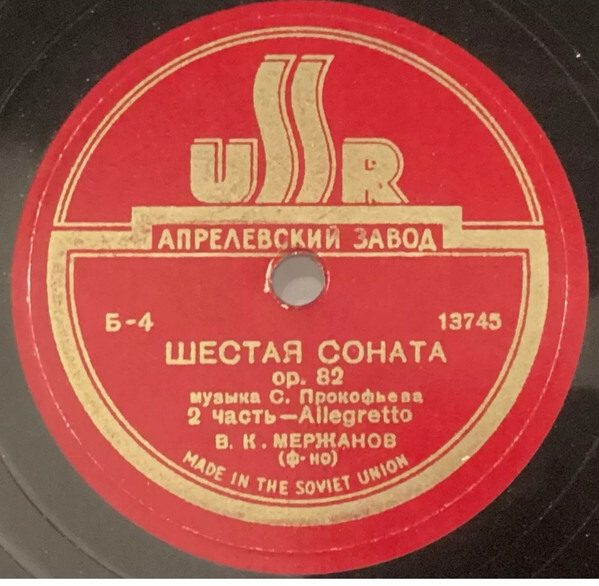 USSR
АПРЕЛЕВСКИЙ ЗАВОД
Б-4 13745
ШЕСТАЯ СОНАТА
ор. 82
музыка С. Прокофьева
2 часть—Allegretto
В. К. МЕРЖАНОВ
(ф-но)
MADE IN THE SOVIET UNION